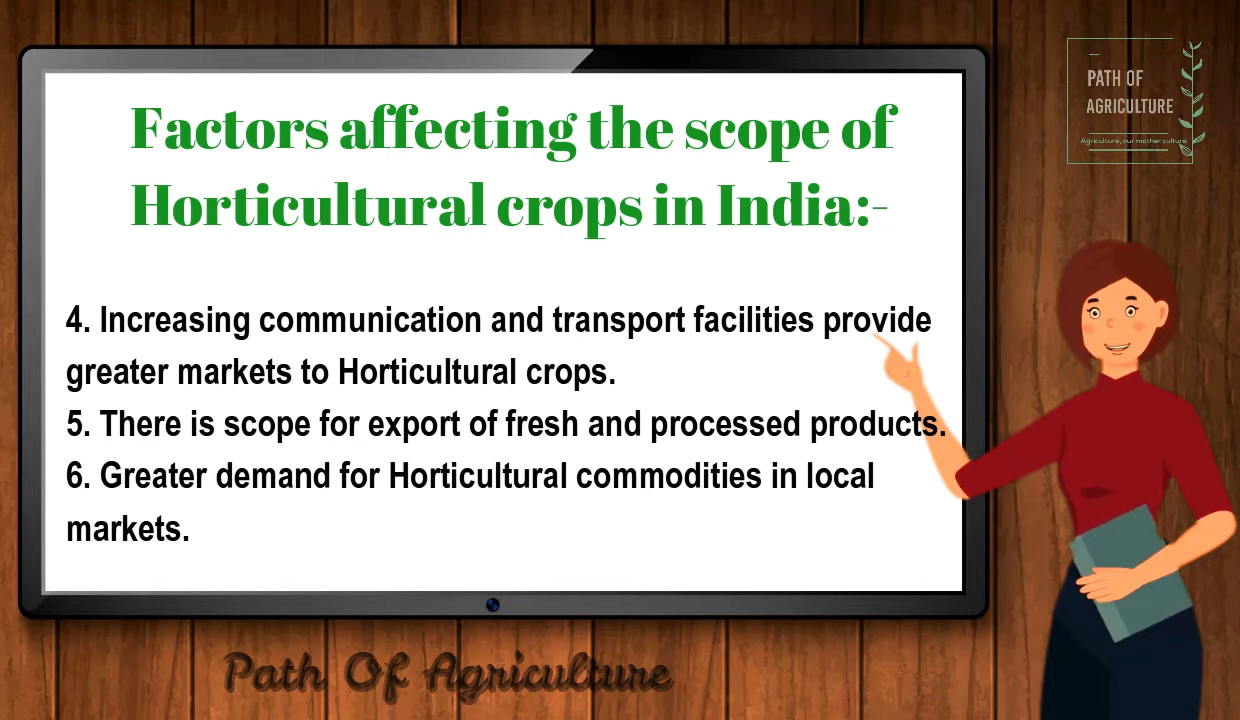 Factors affecting the scope of
Horticultural crops in India:-
4. Increasing communication and transport facilities provide
greater markets to Horticultural crops.
5. There is scope for export of fresh and processed products.
6. Greater demand for Horticultural commodities in local
markets.
PATH OF
AGRICULTURE
Agriculture, our mother culture
Path Of Agriculture